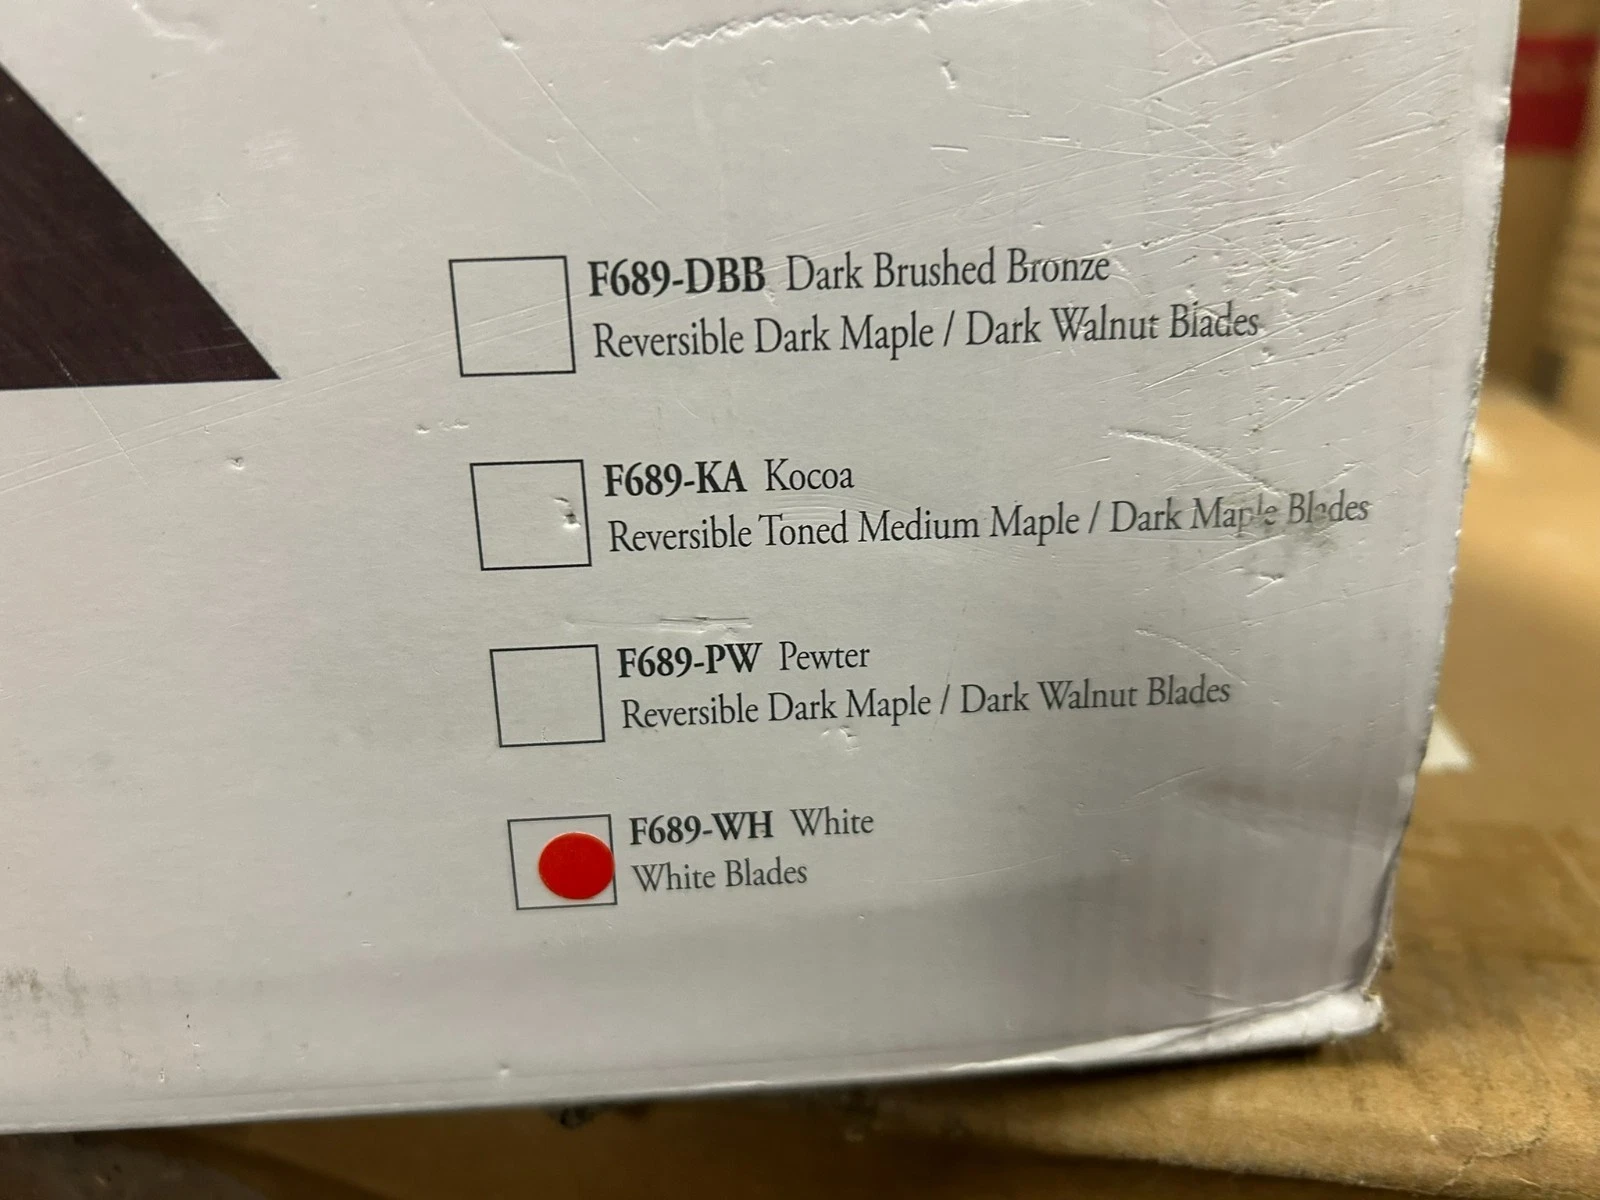 F689-DBB Dark Brushed Bronze
Reversible Dark Maple / Dark Walnut Blades
F689-KA Kocoa
Reversible Toned Medium Maple / Dark Maple Blades
F689-PW Pewter
Reversible Dark Maple / Dark Walnut Blades
F689-WH White
White Blades